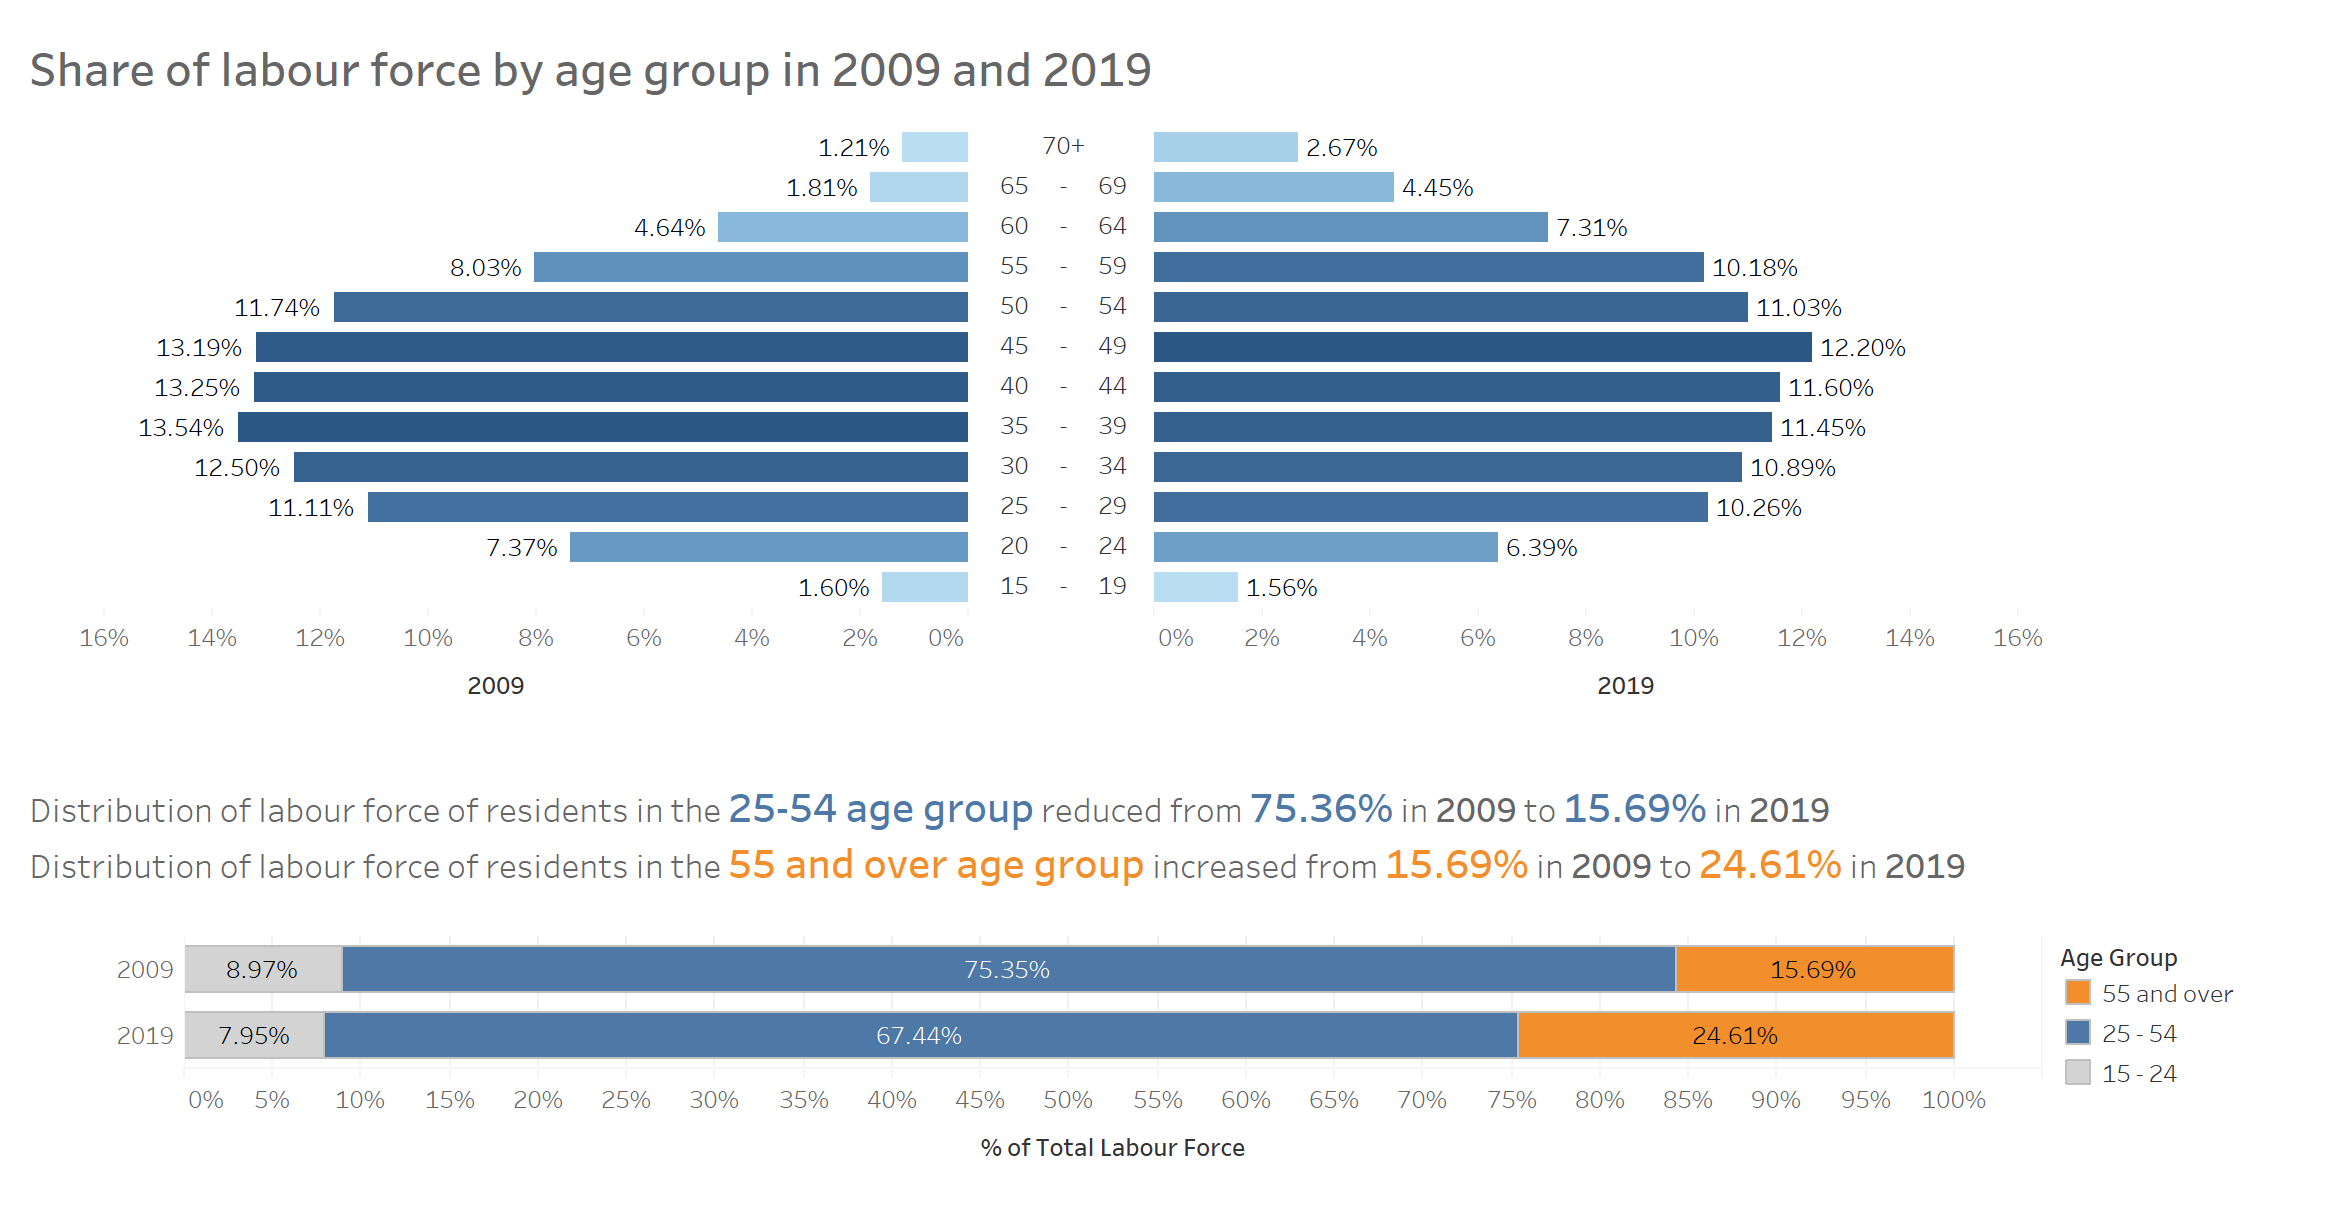 Share of labour force by age group in 2009 and 2019
1.21% 70+ 2.67%
1.81% 65 - 69 4.45%
4.64% 60 - 64 7.31%
8.03% 55 - 59 10.18%
11.74% 50 - 54 11.03%
13.19% 45 - 49 12.20%
13.25% 40 - 44 11.60%
13.54% 35 - 39 11.45%
12.50% 30 - 34 10.89%
11.11% 25 - 29 10.26%
7.37% 20 - 24 6.39%
1.60% 15 - 19 1.56%
16% 14% 12% 10% 8% 6% 4% 2% 0% 0% 2% 4% 6% 8% 10% 12% 14% 16%
2009 2019
Distribution of labour force of residents in the 25-54 age group reduced from 75.36% in 2009 to 15.69% in 2019
Distribution of labour force of residents in the 55 and over age group increased from 15.69% in 2009 to 24.61% in 2019
2009 8.97% 75.35% 15.69%
2019 7.95% 67.44% 24.61%
0% 5% 10% 15% 20% 25% 30% 35% 40% 45% 50% 55% 60% 65% 70% 75% 80% 85% 90% 95% 100%
% of Total Labour Force
Age Group
55 and over
25 - 54
15 - 24